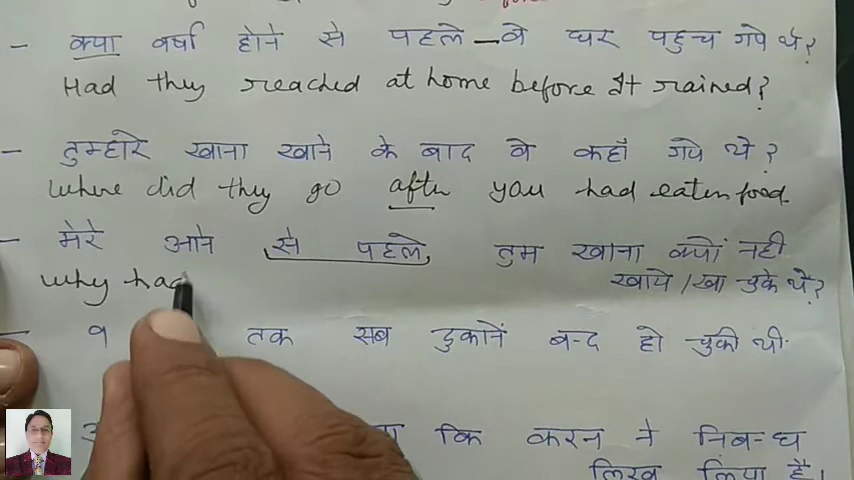 - क्या वर्षा होने से पहले – वे घर पहुच गये थे?
Had they reached at home before It rained?
- तुम्हारे खाना खाने के बाद वे कहाँ गये थे?
Where did they go after you had eaten food
- मेरे आने से पहले तुम खाना क्यों नही
खाये / खा चुके थे?
Why had
- ९ तक सब दुकानें बन्द हो चुकी थी.
कि करन ने निबन्ध
लिख लिया है।